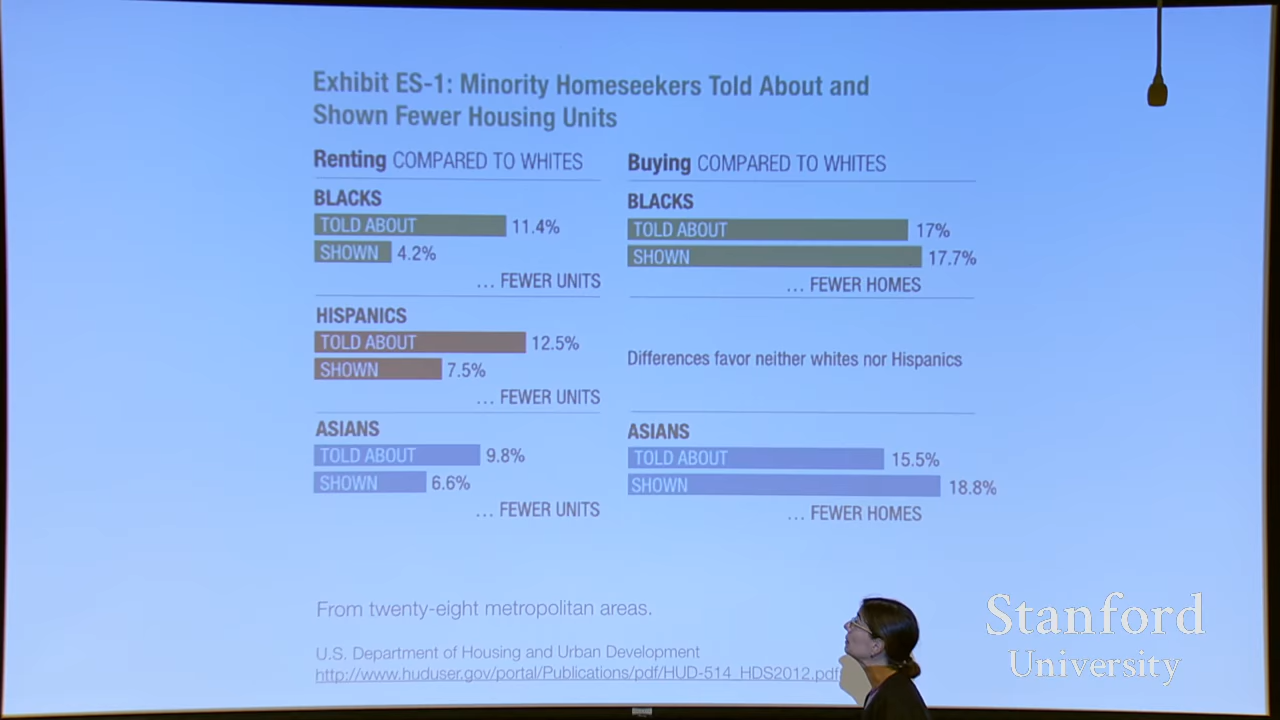 Exhibit ES-1: Minority Homeseekers Told About and
Shown Fewer Housing Units
Renting COMPARED TO WHITES
BLACKS
TOLD ABOUT 11.4%
SHOWN 4.2%
... FEWER UNITS
HISPANICS
TOLD ABOUT 12.5%
SHOWN 7.5%
... FEWER UNITS
ASIANS
TOLD ABOUT 9.8%
SHOWN 6.6%
... FEWER UNITS
Buying COMPARED TO WHITES
BLACKS
TOLD ABOUT 17%
SHOWN 17.7%
... FEWER HOMES
Differences favor neither whites nor Hispanics
ASIANS
TOLD ABOUT 15.5%
SHOWN 18.8%
... FEWER HOMES
From twenty-eight metropolitan areas.
U.S. Department of Housing and Urban Development
http://www.huduser.gov/portal/Publications/pdf/HUD-514_HDS2012.pdf
Stanford
University